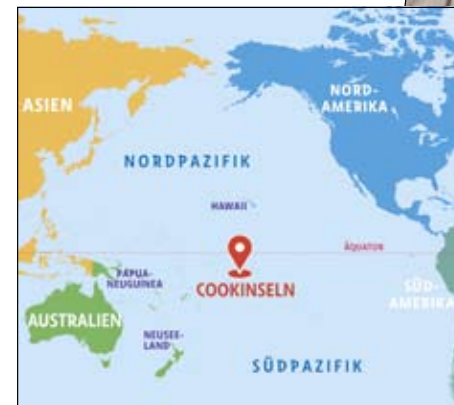 NORD-
AMERIKA
ASIEN
NORDPAZIFIK
HAWAII
ÄQUATOR
PAPUA-
NEUGUINEA
COOKINSELN
SÜD-
AMERIKA
AUSTRALIEN
NEUSEE-
LAND
SÜDPAZIFIK